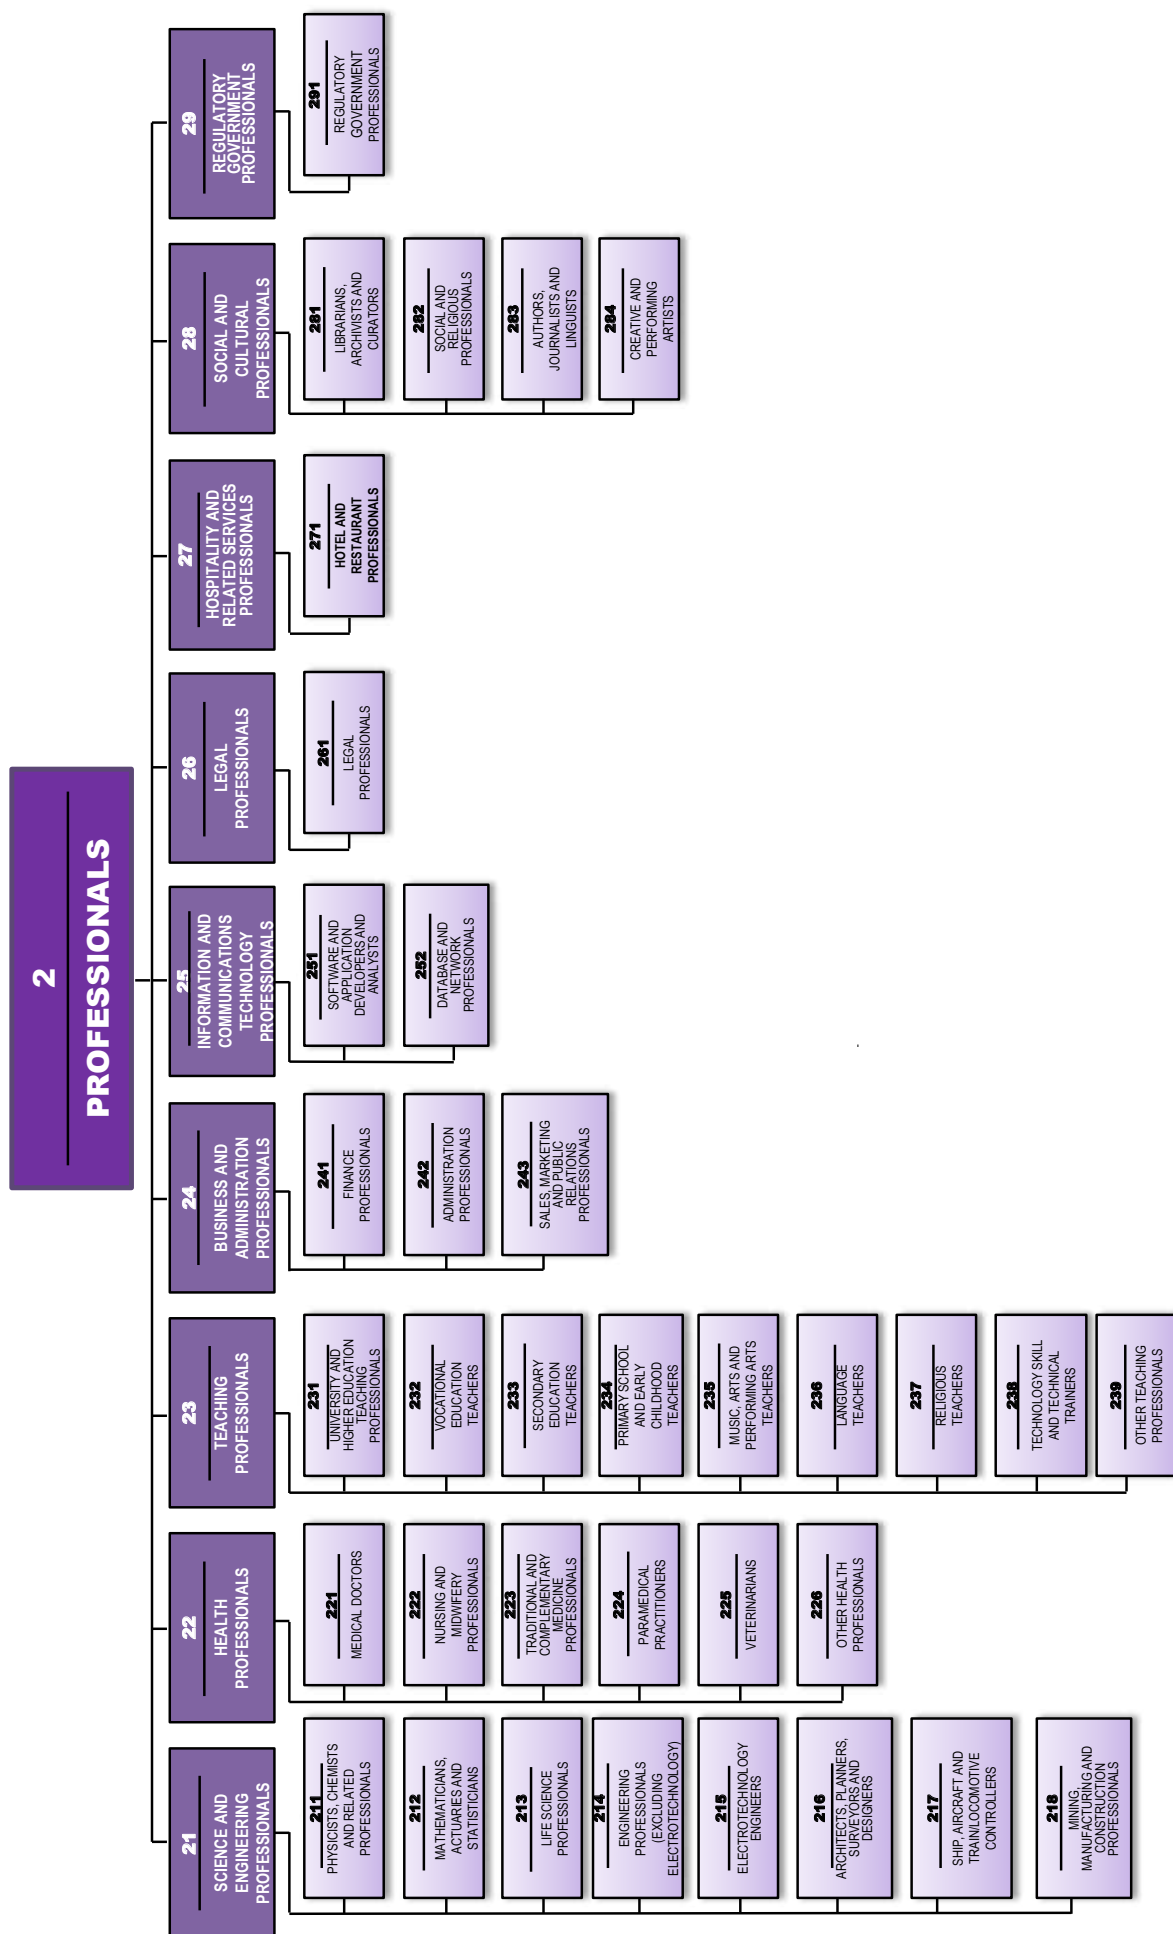 2
PROFESSIONALS
21
SCIENCE AND
ENGINEERING
PROFESSIONALS
211
PHYSICISTS, CHEMISTS
AND RELATED
PROFESSIONALS
212
MATHEMATICIANS,
ACTUARIES AND
STATISTICIANS
213
LIFE SCIENCE
PROFESSIONALS
214
ENGINEERING
PROFESSIONALS
(EXCLUDING
ELECTROTECHNOLOGY)
215
ELECTROTECHNOLOGY
ENGINEERS
216
ARCHITECTS, PLANNERS,
SURVEYORS AND
DESIGNERS
217
SHIP, AIRCRAFT AND
TRAIN/LOCOMOTIVE
CONTROLLERS
218
MINING,
MANUFACTURING AND
CONSTRUCTION
PROFESSIONALS
22
HEALTH
PROFESSIONALS
221
MEDICAL DOCTORS
222
NURSING AND
MIDWIFERY
PROFESSIONALS
223
TRADITIONAL AND
COMPLEMENTARY
MEDICINE
PROFESSIONALS
224
PARAMEDICAL
PRACTITIONERS
225
VETERINARIANS
226
OTHER HEALTH
PROFESSIONALS
23
TEACHING
PROFESSIONALS
231
UNIVERSITY AND
HIGHER EDUCATION
TEACHING
PROFESSIONALS
232
VOCATIONAL
EDUCATION
TEACHERS
233
SECONDARY
EDUCATION
TEACHERS
234
PRIMARY SCHOOL
AND EARLY
CHILDHOOD
TEACHERS
235
MUSIC, ARTS AND
PERFORMING ARTS
TEACHERS
236
LANGUAGE
TEACHERS
237
RELIGIOUS
TEACHERS
238
TECHNOLOGY SKILL
AND TECHNICAL
TRAINERS
239
OTHER TEACHING
PROFESSIONALS
24
BUSINESS AND
ADMINISTRATION
PROFESSIONALS
241
FINANCE
PROFESSIONALS
242
ADMINISTRATION
PROFESSIONALS
243
SALES, MARKETING
AND PUBLIC
RELATIONS
PROFESSIONALS
25
INFORMATION AND
COMMUNICATIONS
TECHNOLOGY
PROFESSIONALS
251
SOFTWARE AND
APPLICATION
DEVELOPERS AND
ANALYSTS
252
DATABASE AND
NETWORK
PROFESSIONALS
26
LEGAL
PROFESSIONALS
261
LEGAL
PROFESSIONALS
27
HOSPITALITY AND
RELATED SERVICES
PROFESSIONALS
271
HOTEL AND
RESTAURANT
PROFESSIONALS
28
SOCIAL AND
CULTURAL
PROFESSIONALS
281
LIBRARIANS,
ARCHIVISTS AND
CURATORS
282
SOCIAL AND
RELIGIOUS
PROFESSIONALS
283
AUTHORS,
JOURNALISTS AND
LINGUISTS
284
CREATIVE AND
PERFORMING
ARTISTS
29
REGULATORY
GOVERNMENT
PROFESSIONALS
291
REGULATORY
GOVERNMENT
PROFESSIONALS